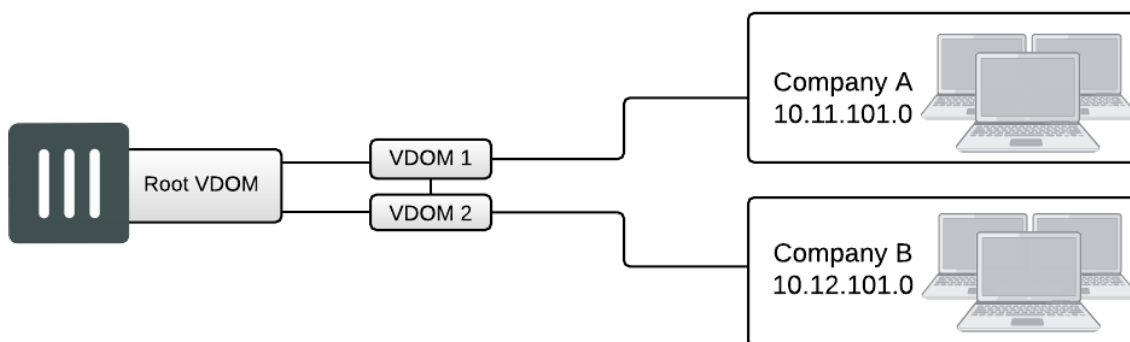 Root VDOM
VDOM 1
VDOM 2
Company A
10.11.101.0
Company B
10.12.101.0